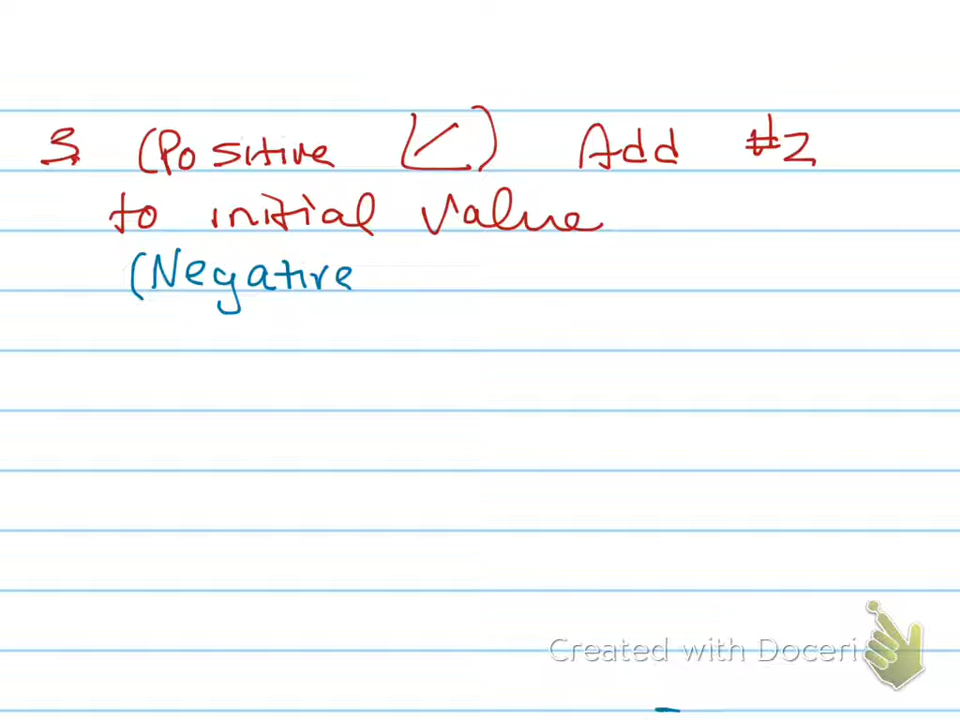 3. (Positive ) Add #2
to initial value
(Negative
Created with Doceri